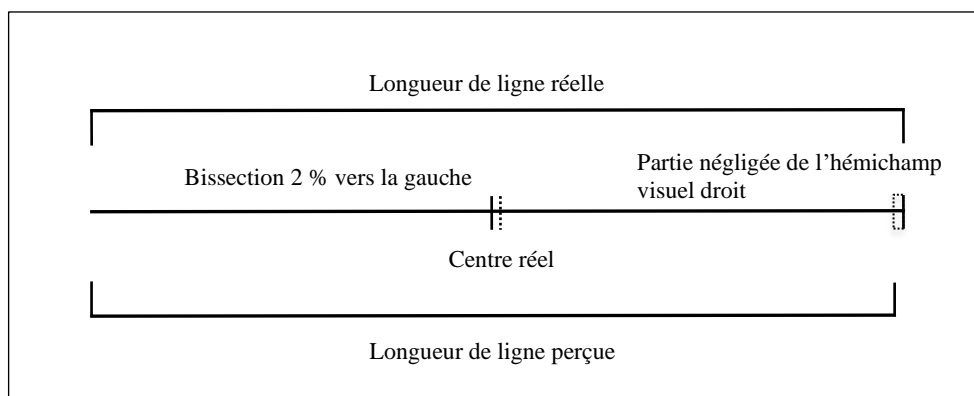 Longueur de ligne réelle
Bissection 2 % vers la gauche
Partie négligée de l’hémichamp
visuel droit
Centre réel
Longueur de ligne perçue